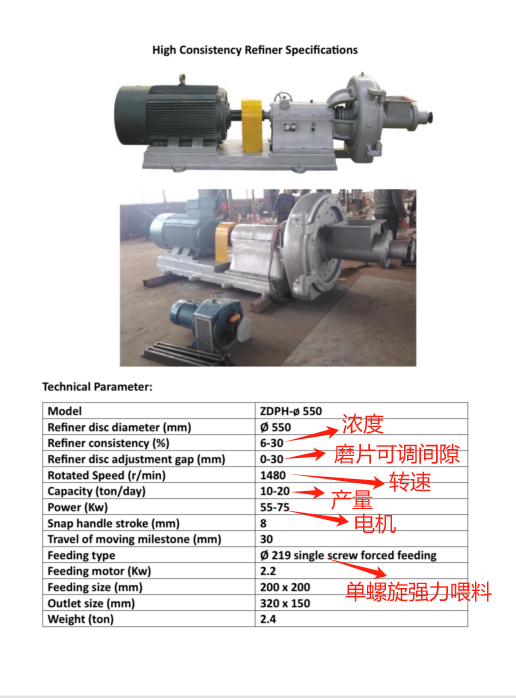 High Consistency Refiner Specifications
Technical Parameter:
Model ZDPH-ø 550
Refiner disc diameter (mm) Ø 550
Refiner consistency (%) 6-30 浓度
Refiner disc adjustment gap (mm) 0-30 磨片可调间隙
Rotated Speed (r/min) 1480 转速
Capacity (ton/day) 10-20 产量
Power (Kw) 55-75 电机
Snap handle stroke (mm) 8
Travel of moving milestone (mm) 30
Feeding type Ø 219 single screw forced feeding
Feeding motor (Kw) 2.2 单螺旋强力喂料
Feeding size (mm) 200 x 200
Outlet size (mm) 320 x 150
Weight (ton) 2.4